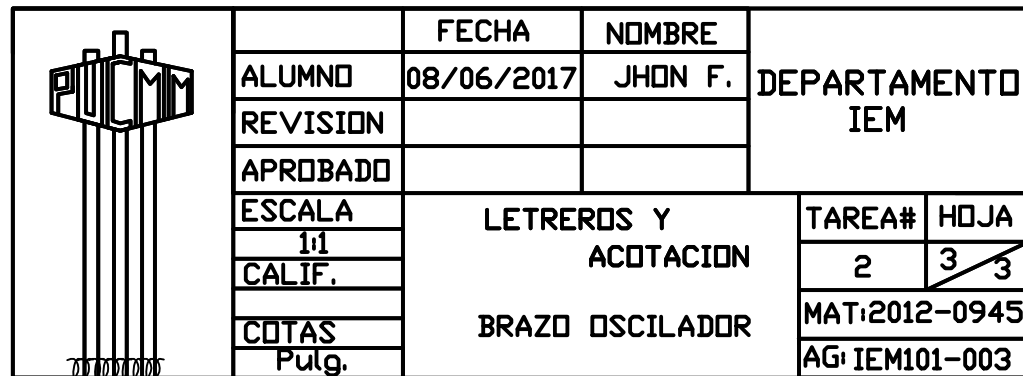 PUCMM
FECHA NOMBRE
ALUMNO 08/06/2017 JHON F.
REVISION
APROBADO
DEPARTAMENTO
IEM
ESCALA
1:1
CALIF.
COTAS
Pulg.
LETREROS Y
ACOTACION
BRAZO OSCILADOR
TAREA# HOJA
2 3/3
MAT:2012-0945
AG: IEM101-003